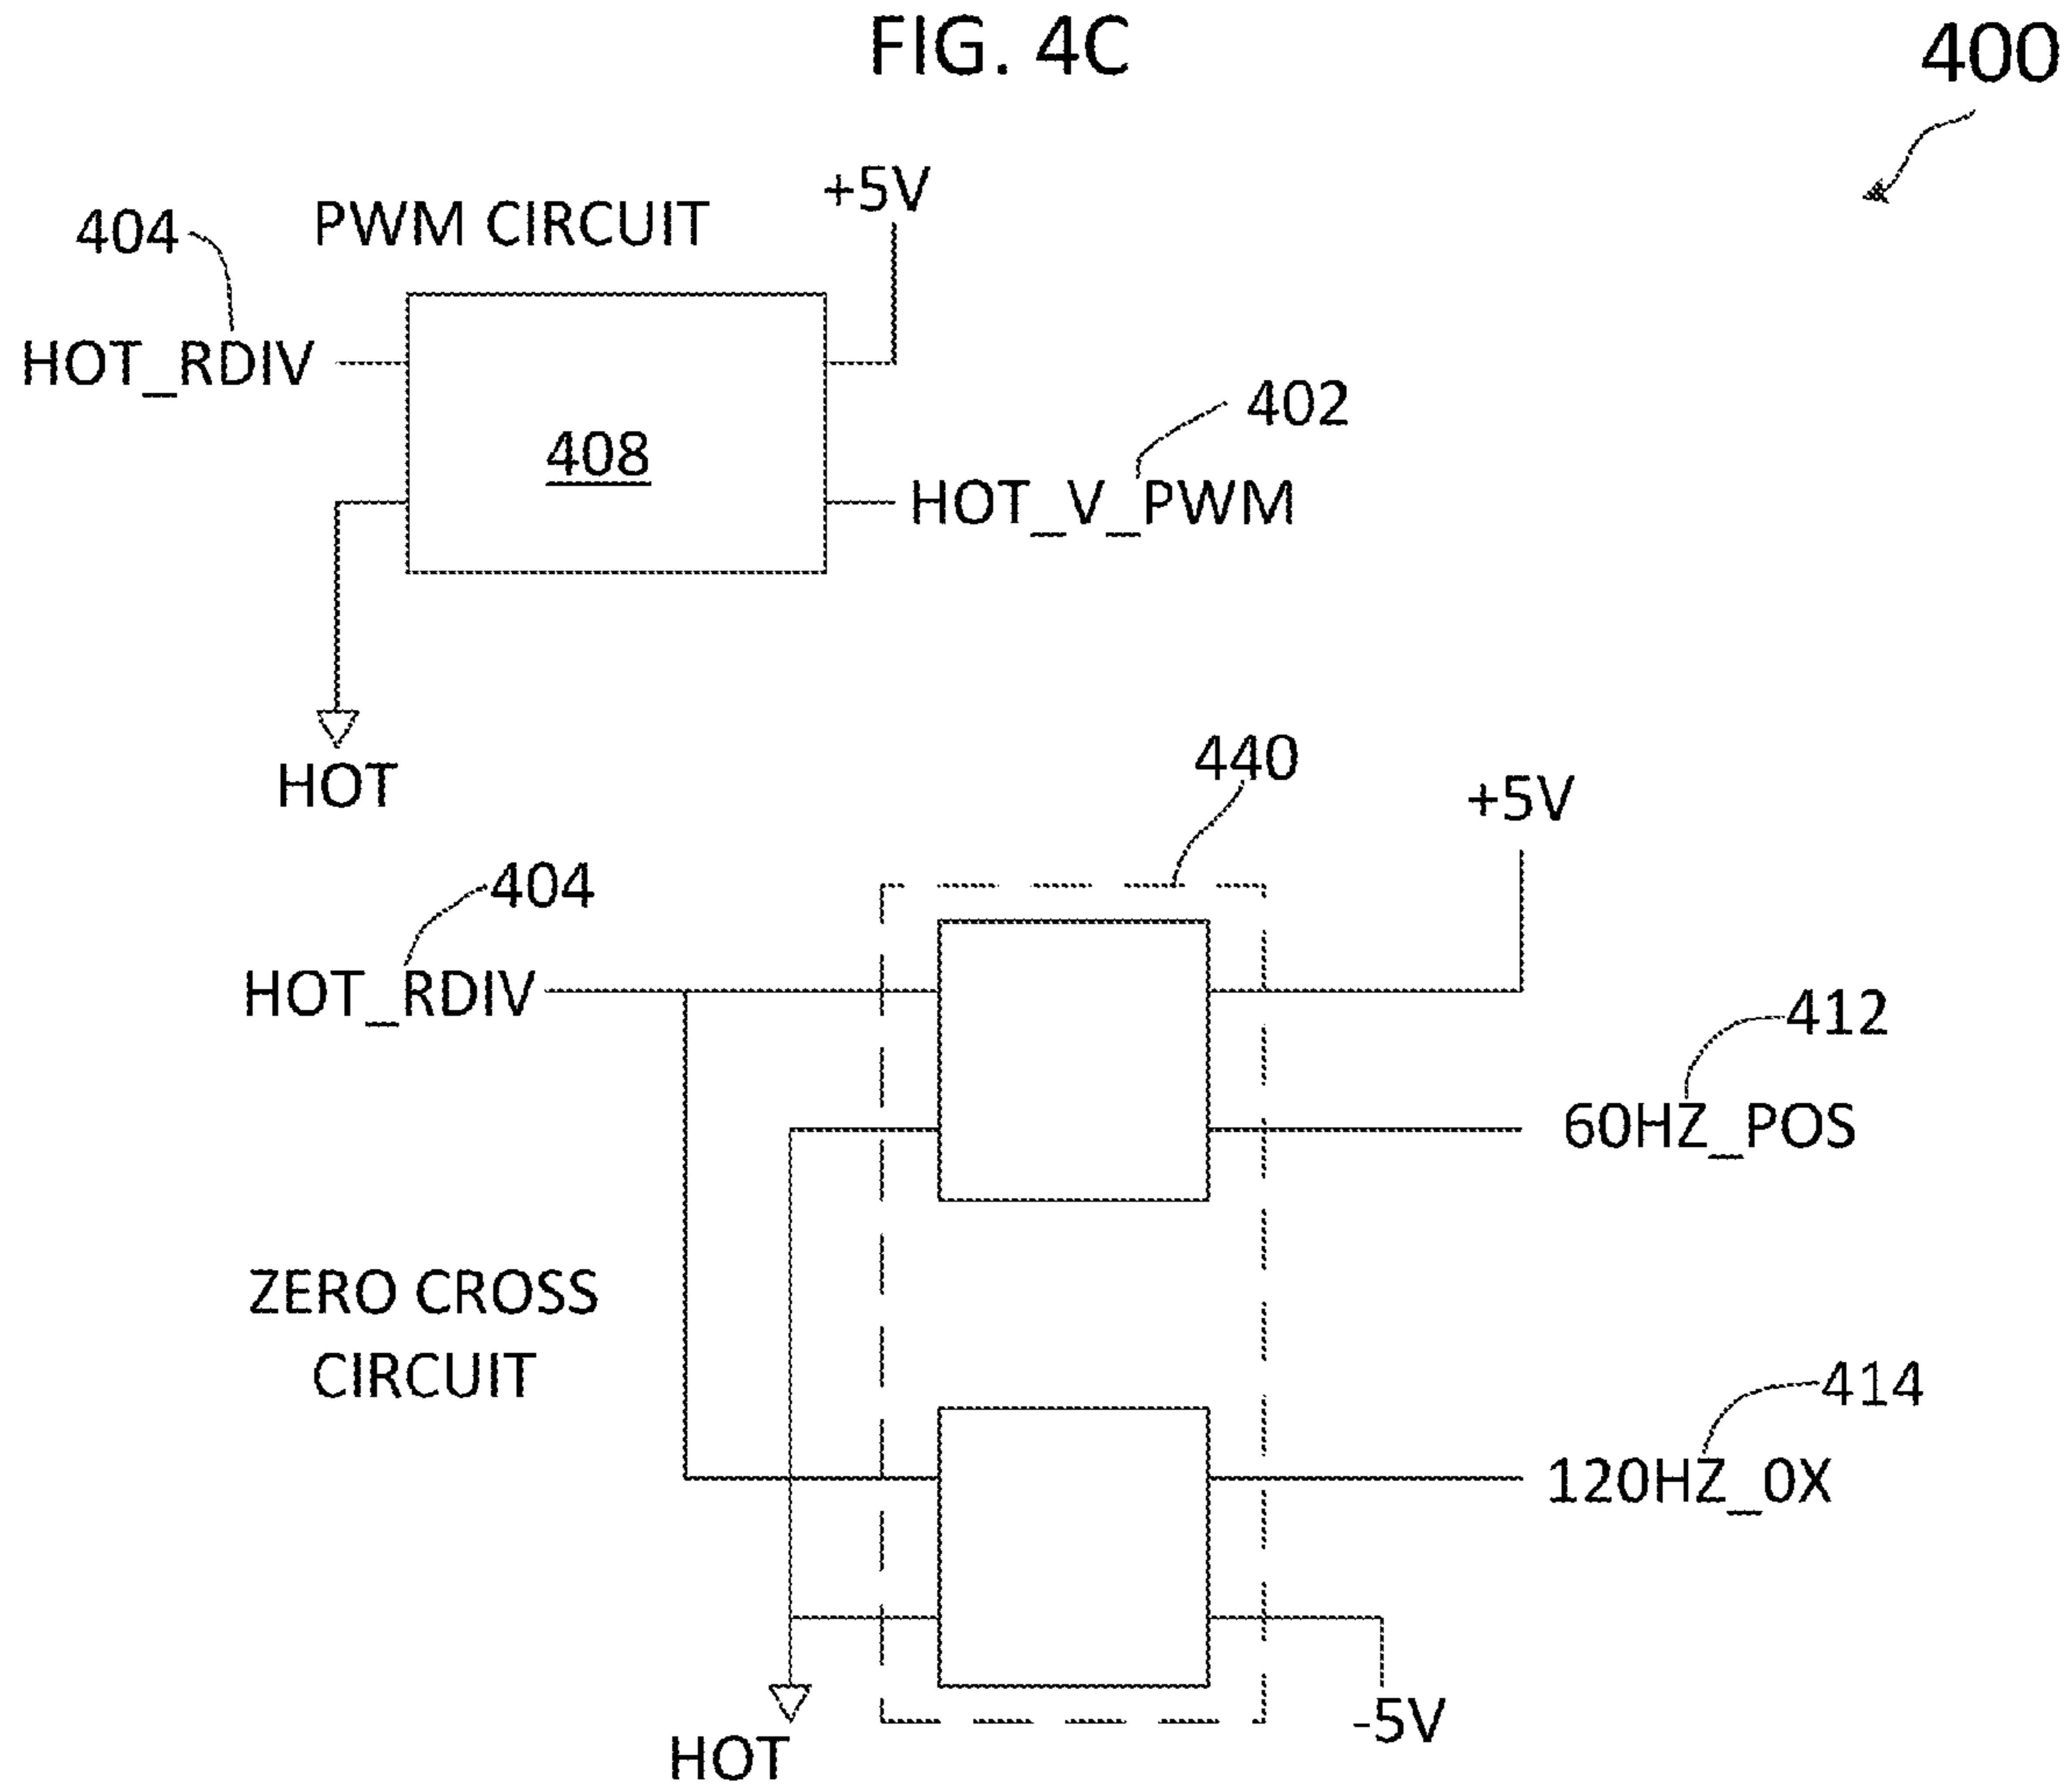 FIG. 4C
400
+5V
404
PWM CIRCUIT
HOT_RDIV
402
408
HOT_V_PWM
HOT
440
+5V
404
HOT_RDIV
412
60HZ_POS
ZERO CROSS
CIRCUIT
414
120HZ_0X
HOT
-5V